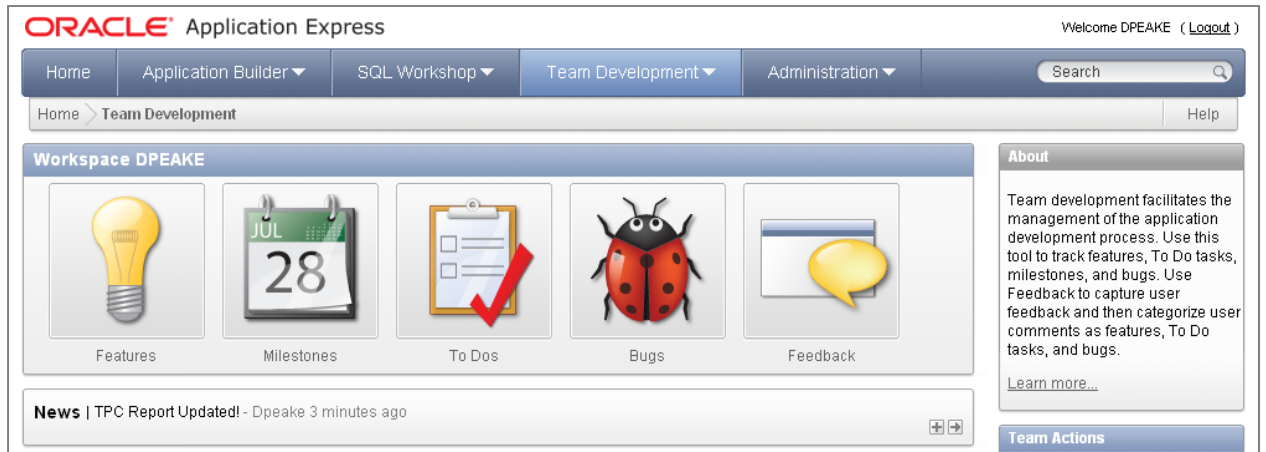 ORACLE Application Express
Welcome DPEAKE ( Logout )
Home
Application Builder
SQL Workshop
Team Development
Administration
Search
Home
Team Development
Help
Workspace DPEAKE
JUL
28
Features
Milestones
To Dos
Bugs
Feedback
News | TPC Report Updated! - Dpeake 3 minutes ago
About
Team development facilitates the
management of the application
development process. Use this
tool to track features, To Do tasks,
milestones, and bugs. Use
Feedback to capture user
feedback and then categorize user
comments as features, To Do
tasks, and bugs.
Learn more...
Team Actions